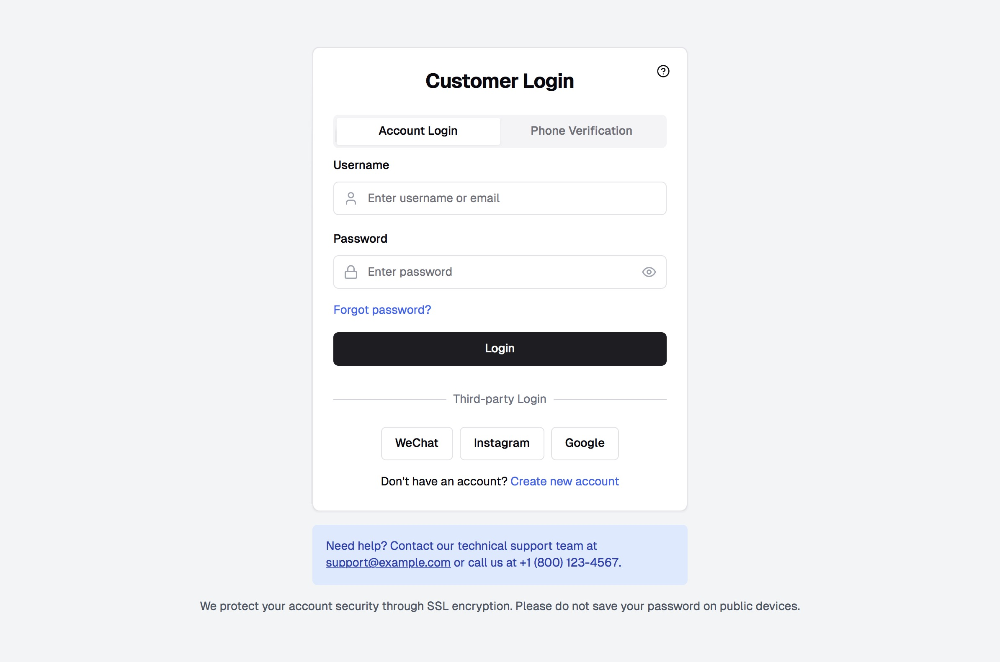 Customer Login
Account Login
Phone Verification
Username
Enter username or email
Password
Enter password
Forgot password?
Login
Third-party Login
WeChat
Instagram
Google
Don't have an account? Create new account
Need help? Contact our technical support team at
support@example.com or call us at +1 (800) 123-4567.
We protect your account security through SSL encryption. Please do not save your password on public devices.